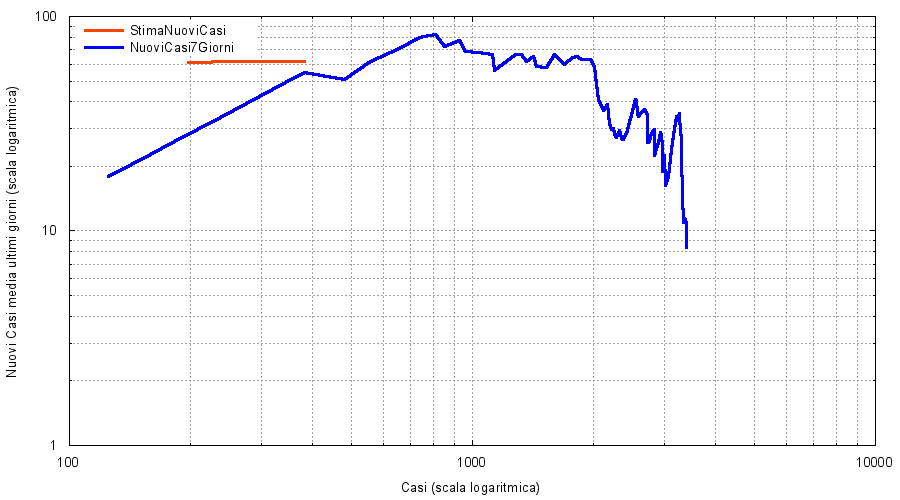 100
StimaNuoviCasi
NuoviCasi7Giorni
10
1
Nuovi Casi media ultimi giorni (scala logaritmica)
100
1000
10000
Casi (scala logaritmica)